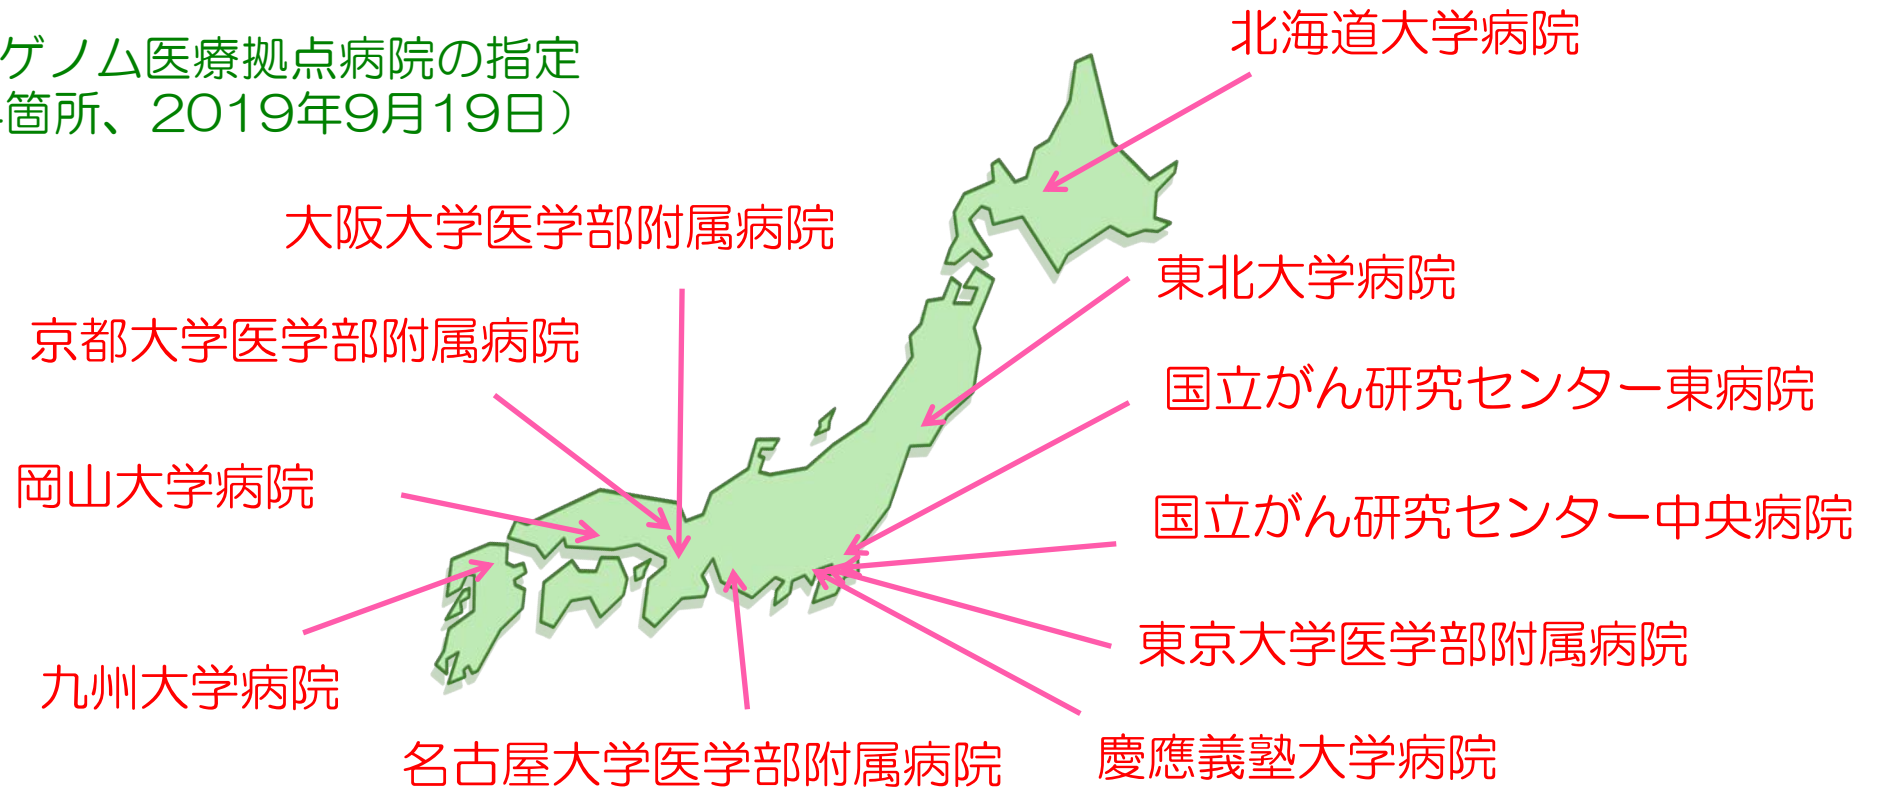 ゲノム医療拠点病院の指定
箇所、2019年9月19日）
北海道大学病院
大阪大学医学部附属病院
東北大学病院
京都大学医学部附属病院
国立がん研究センター東病院
岡山大学病院
国立がん研究センター中央病院
東京大学医学部附属病院
九州大学病院
慶應義塾大学病院
名古屋大学医学部附属病院